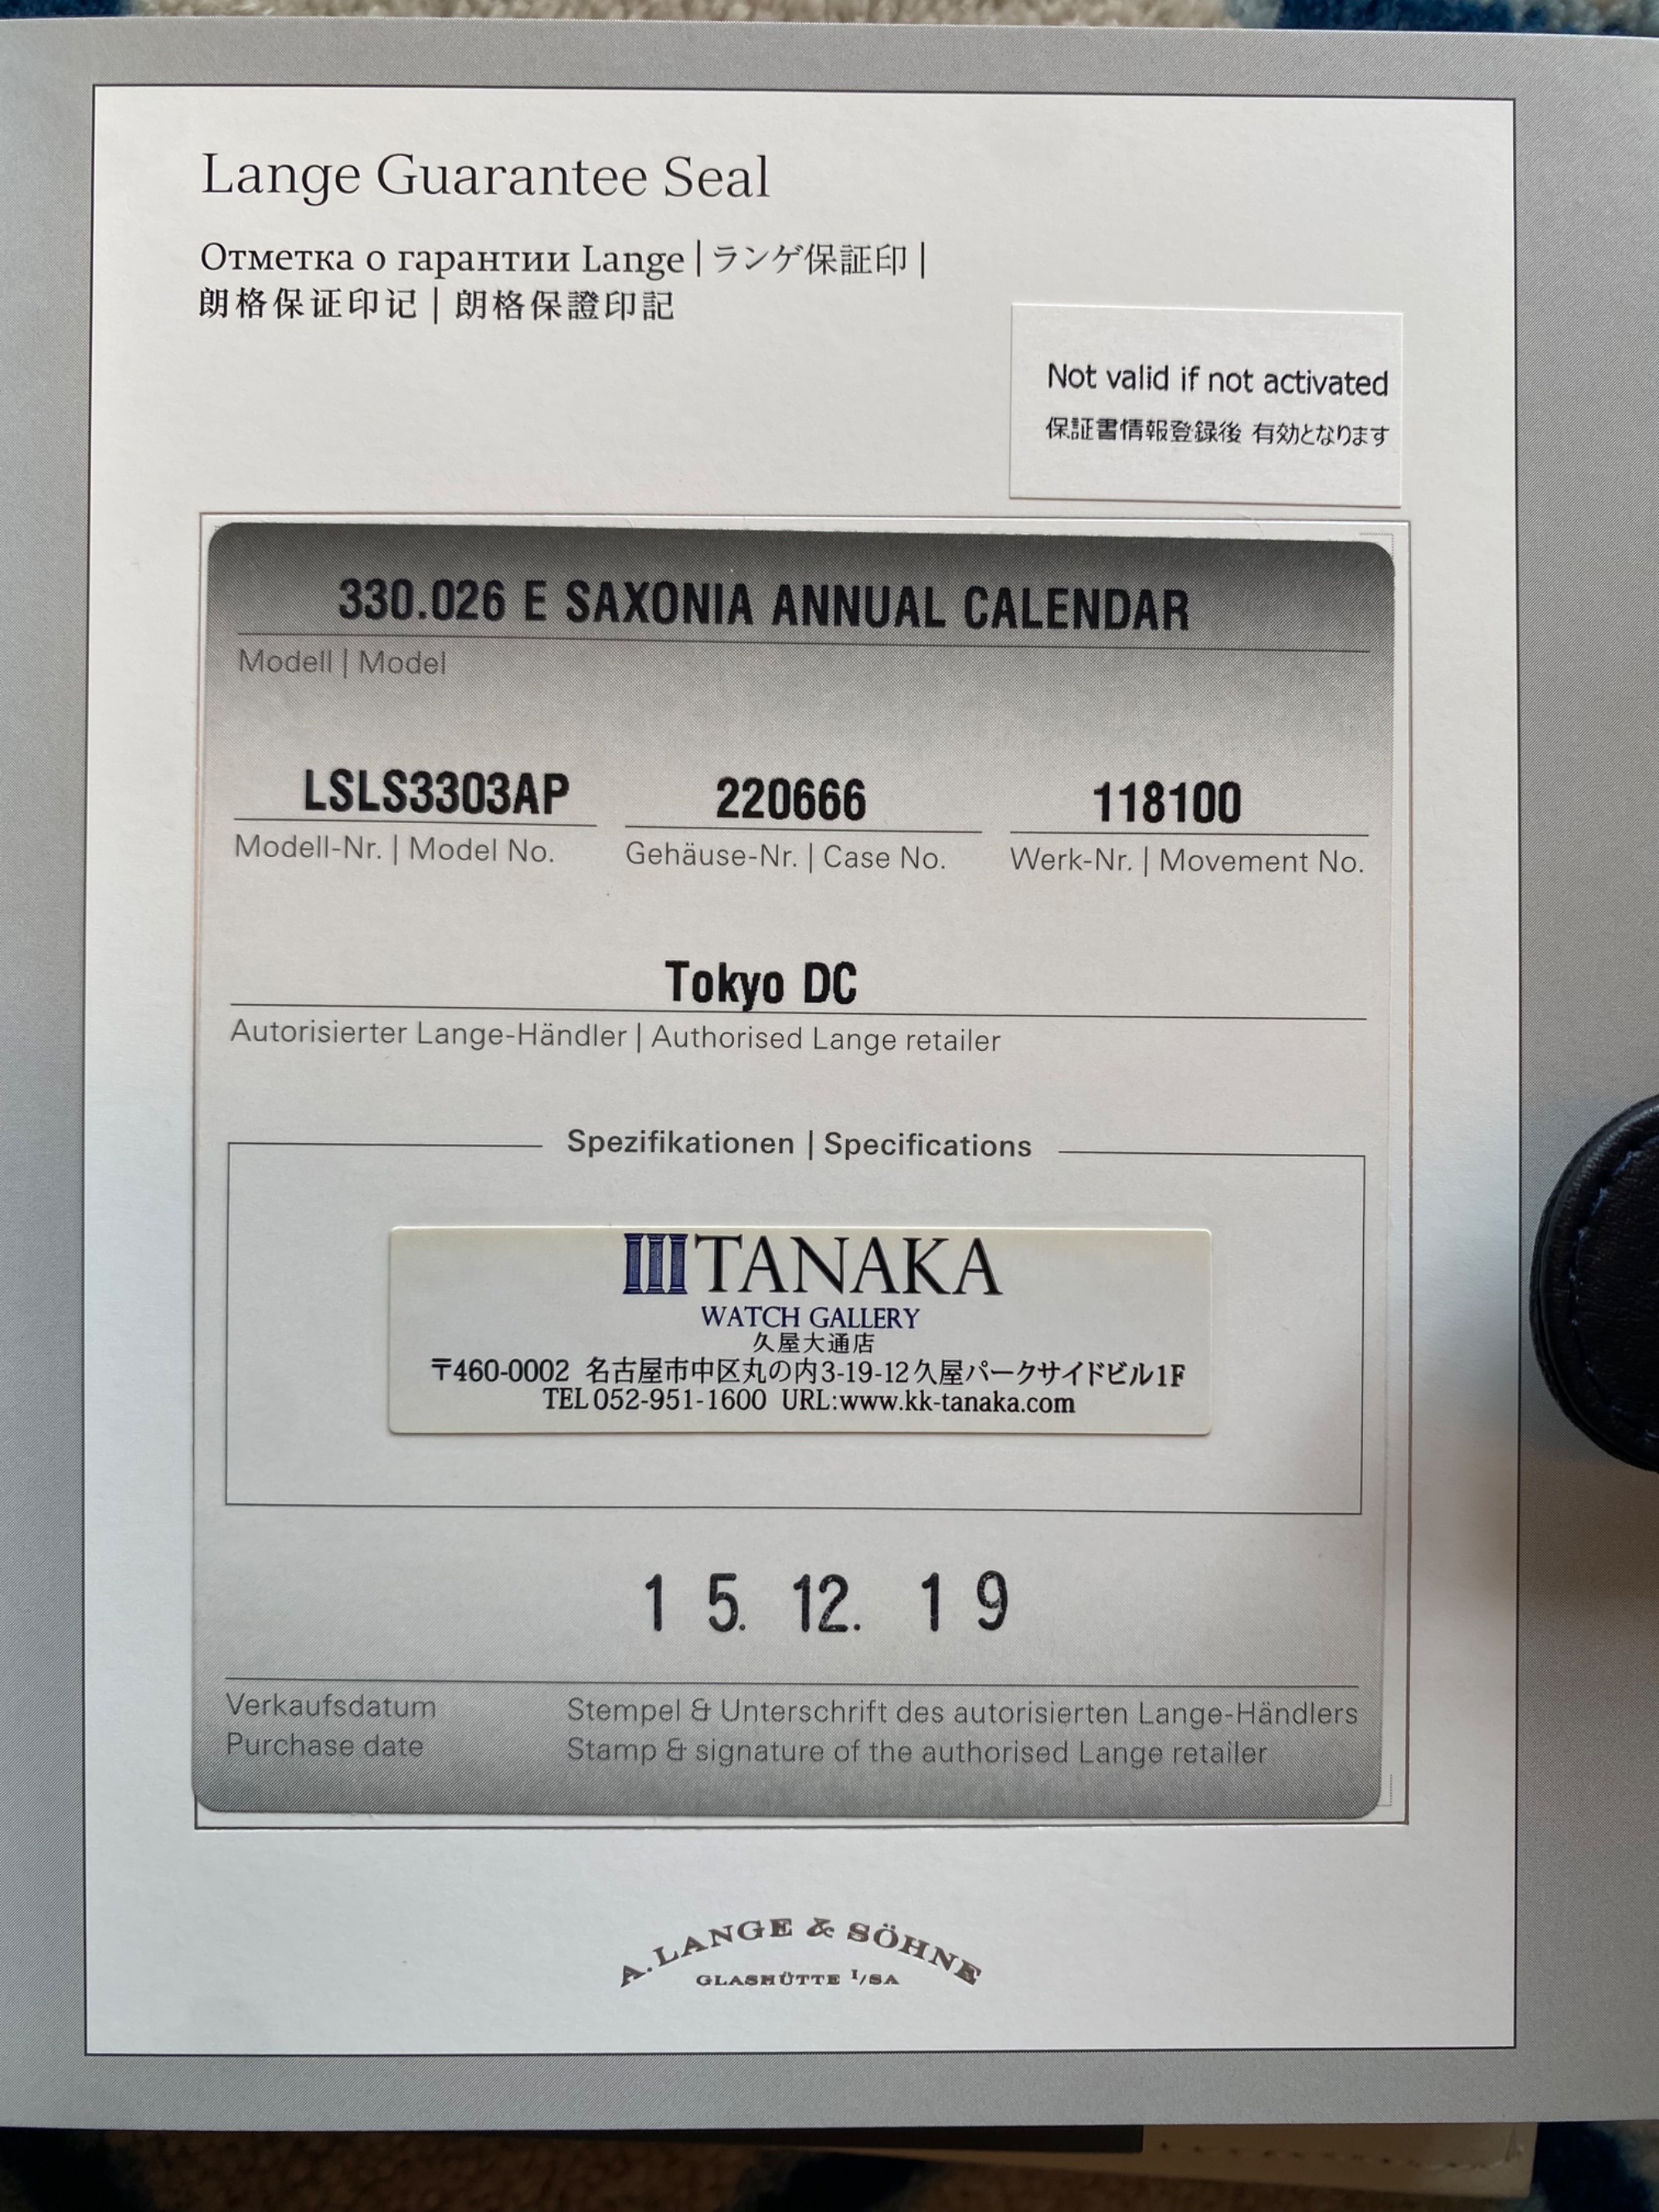 Lange Guarantee Seal
Отметка о гарантии Lange | ランゲ保証印 |
朗格保证印记 | 朗格保證印記
Not valid if not activated
保証書情報登録後 有効となります
330.026 E SAXONIA ANNUAL CALENDAR
Modell | Model
LSLS3303AP 220666 118100
Modell-Nr. | Model No. Gehäuse-Nr. | Case No. Werk-Nr. | Movement No.
Tokyo DC
Autorisierter Lange-Händler | Authorised Lange retailer
Spezifikationen | Specifications
TANAKA
WATCH GALLERY
久屋大通店
〒460-0002 名古屋市中区丸の内3-19-12久屋パークサイドビル1F
TEL 052-951-1600 URL:www.kk-tanaka.com
1 5. 12. 1 9
Verkaufsdatum Stempel & Unterschrift des autorisierten Lange-Händlers
Purchase date Stamp & signature of the authorised Lange retailer
A. LANGE & SÖHNE
GLASHÜTTE I/SA